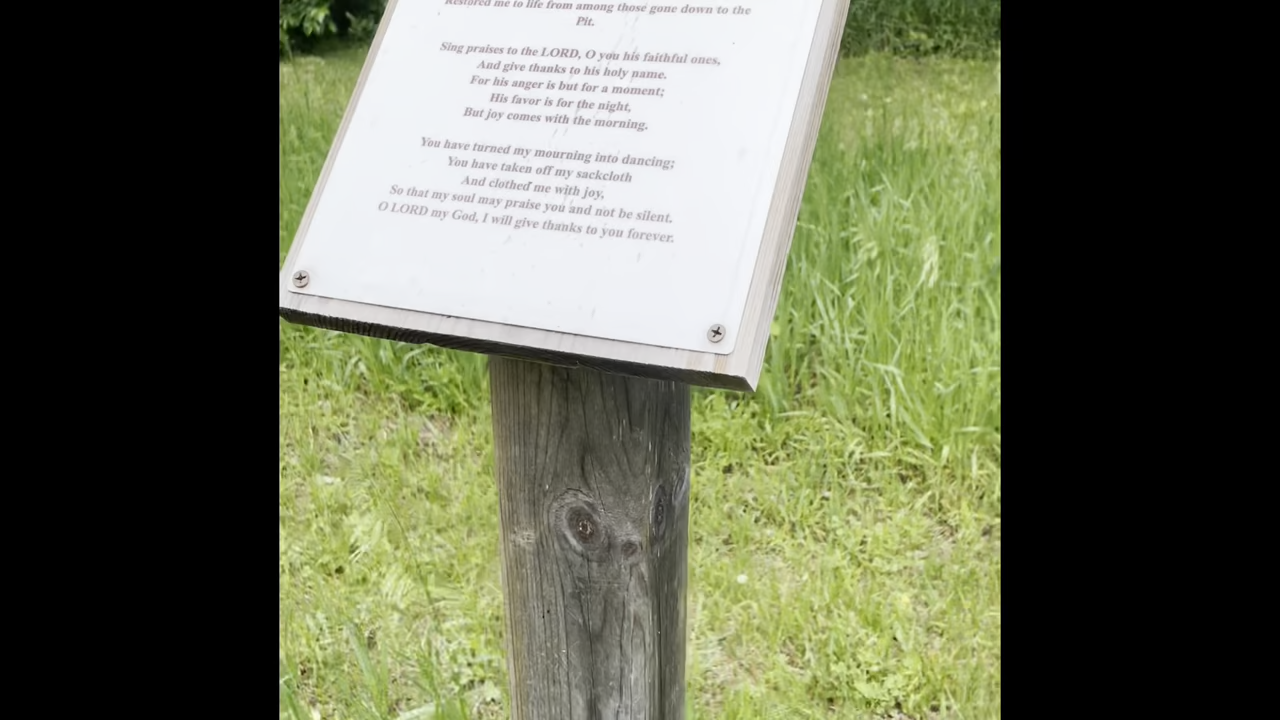 Restored me to life from among those gone down to the
Pit.
Sing praises to the LORD, O you his faithful ones,
And give thanks to his holy name.
For his anger is but for a moment;
His favor is for the night,
But joy comes with the morning.
You have turned my mourning into dancing;
You have taken off my sackcloth
And clothed me with joy,
So that my soul may praise you and not be silent.
O LORD my God, I will give thanks to you forever.